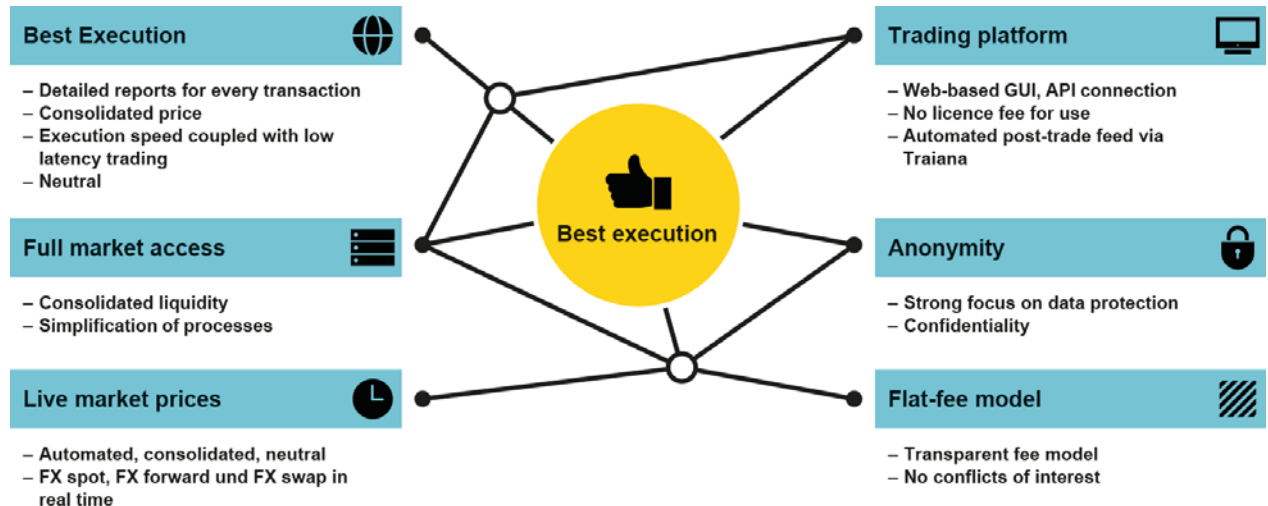 Best Execution
– Detailed reports for every transaction
– Consolidated price
– Execution speed coupled with low
latency trading
– Neutral
Full market access
– Consolidated liquidity
– Simplification of processes
Live market prices
– Automated, consolidated, neutral
– FX spot, FX forward und FX swap in
real time
Best execution
Trading platform
– Web-based GUI, API connection
– No licence fee for use
– Automated post-trade feed via
Traiana
Anonymity
– Strong focus on data protection
– Confidentiality
Flat-fee model
– Transparent fee model
– No conflicts of interest